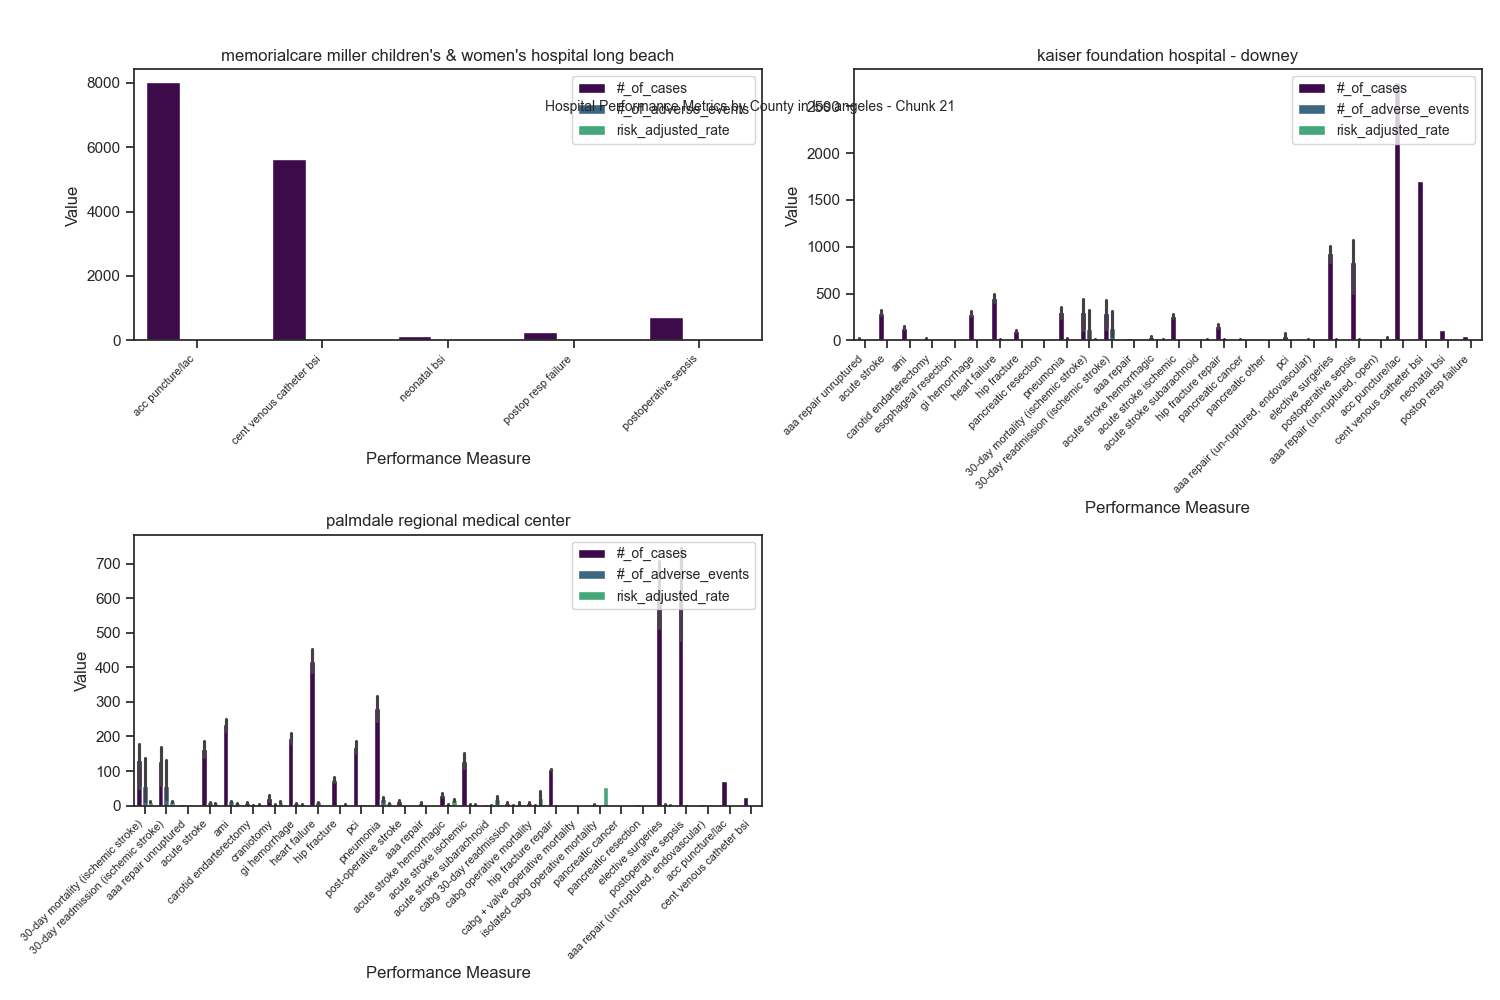 memorialcare miller children's & women's hospital long beach
8000
6000
4000
2000
0
Value
#_of_cases
#_of_adverse_events
risk_adjusted_rate
acc puncture/lac
cent venous catheter bsi
neonatal bsi
postop resp failure
postoperative sepsis
Performance Measure
Hospital Performance Metrics by County in los angeles - Chunk 21
kaiser foundation hospital - downey
2500
2000
1500
1000
500
0
Value
#_of_cases
#_of_adverse_events
risk_adjusted_rate
aaa repair unruptured
acute stroke
ami
carotid endarterectomy
esophageal resection
gi hemorrhage
heart failure
hip fracture
pancreatic resection
pneumonia
30-day mortality (ischemic stroke)
30-day readmission (ischemic stroke)
aaa repair
acute stroke hemorrhagic
acute stroke ischemic
acute stroke subarachnoid
hip fracture repair
pancreatic cancer
pancreatic other
pci
aaa repair (un-ruptured, endovascular)
elective surgeries
postoperative sepsis
aaa repair (un-ruptured, open)
acc puncture/lac
cent venous catheter bsi
neonatal bsi
postop resp failure
Performance Measure
palmdale regional medical center
700
600
500
400
300
200
100
0
Value
#_of_cases
#_of_adverse_events
risk_adjusted_rate
30-day mortality (ischemic stroke)
30-day readmission (ischemic stroke)
aaa repair unruptured
acute stroke
ami
carotid endarterectomy
craniotomy
gi hemorrhage
heart failure
hip fracture
pci
pneumonia
post-operative stroke
aaa repair
acute stroke hemorrhagic
acute stroke ischemic
acute stroke subarachnoid
cabg 30-day readmission
cabg operative mortality
hip fracture repair
cabg + valve operative mortality
isolated cabg operative mortality
pancreatic cancer
pancreatic resection
elective surgeries
postoperative sepsis
aaa repair (un-ruptured, endovascular)
acc puncture/lac
cent venous catheter bsi
Performance Measure